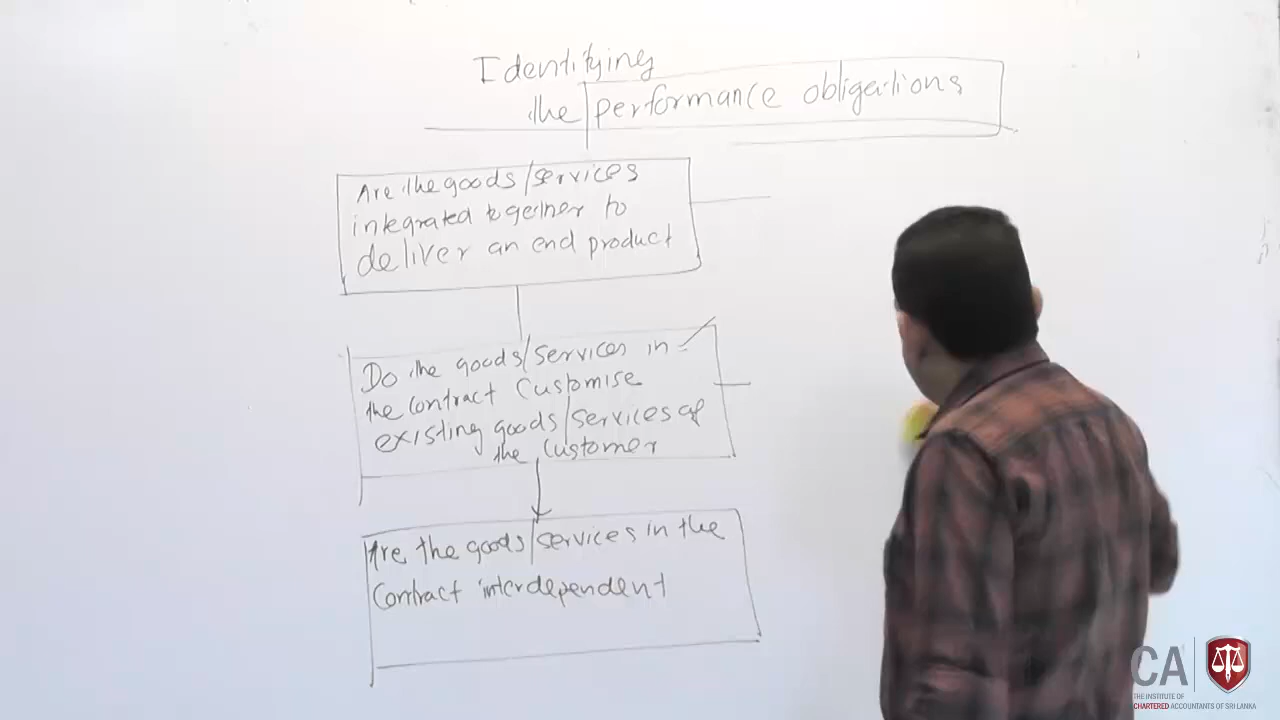 Identifying
the performance obligations
Are the goods/services
integrated together to
deliver an end product
Do the goods/services in
the contract customise
existing goods/services of
the customer
Are the goods/services in the
contract interdependent
CA
THE INSTITUTE OF
CHARTERED ACCOUNTANTS OF SRI LANKA